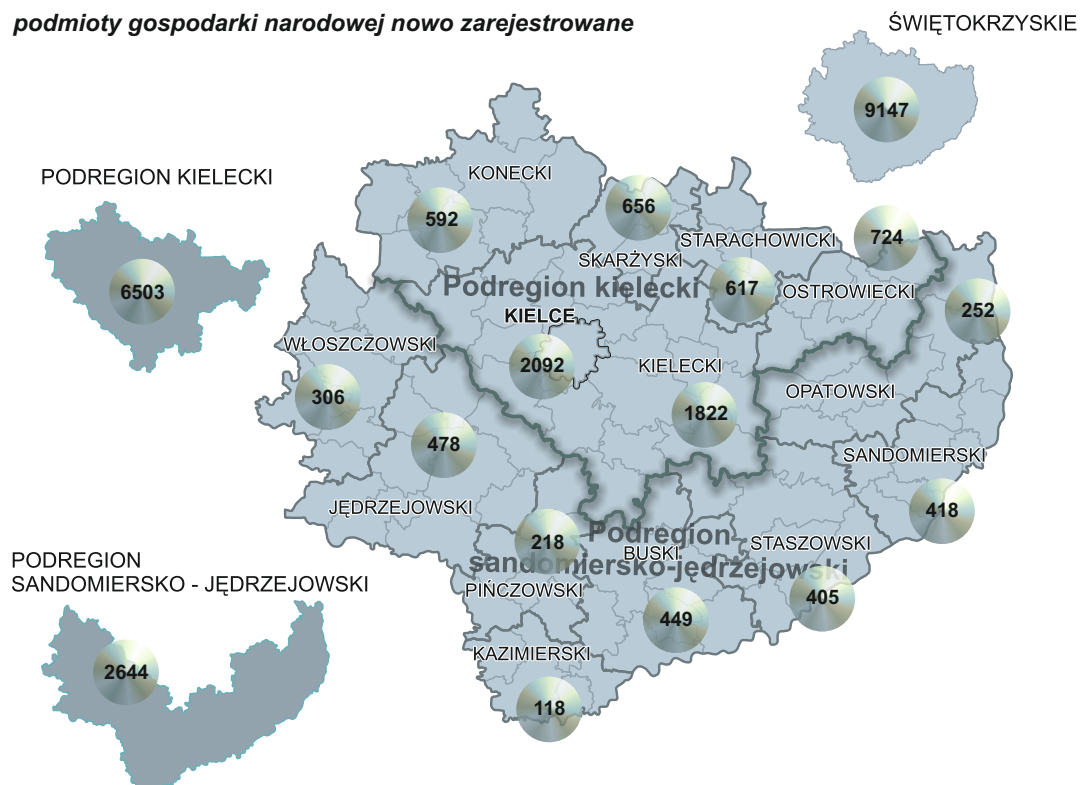 podmioty gospodarki narodowej nowo zarejestrowane
ŚWIĘTOKRZYSKIE
9147
PODREGION KIELECKI
6503
KONECKI
592
656
SKARŻYSKI
STARACHOWICKI
617
724
OSTROWIECKI
252
Podregion kielecki
KIELCE
2092
KIELECKI
1822
WŁOSZCZOWSKI
306
478
JĘDRZEJOWSKI
OPATOWSKI
SANDOMIERSKI
418
Podregion
sandomiersko-jędrzejowski
218
PIŃCZOWSKI
BUSKI
449
STASZOWSKI
405
KAZIMIERSKI
118
PODREGION
SANDOMIERSKO - JĘDRZEJOWSKI
2644